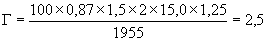 Г = 100×0,87×1,5×2×15,0×1,25 / 1955 = 2,5